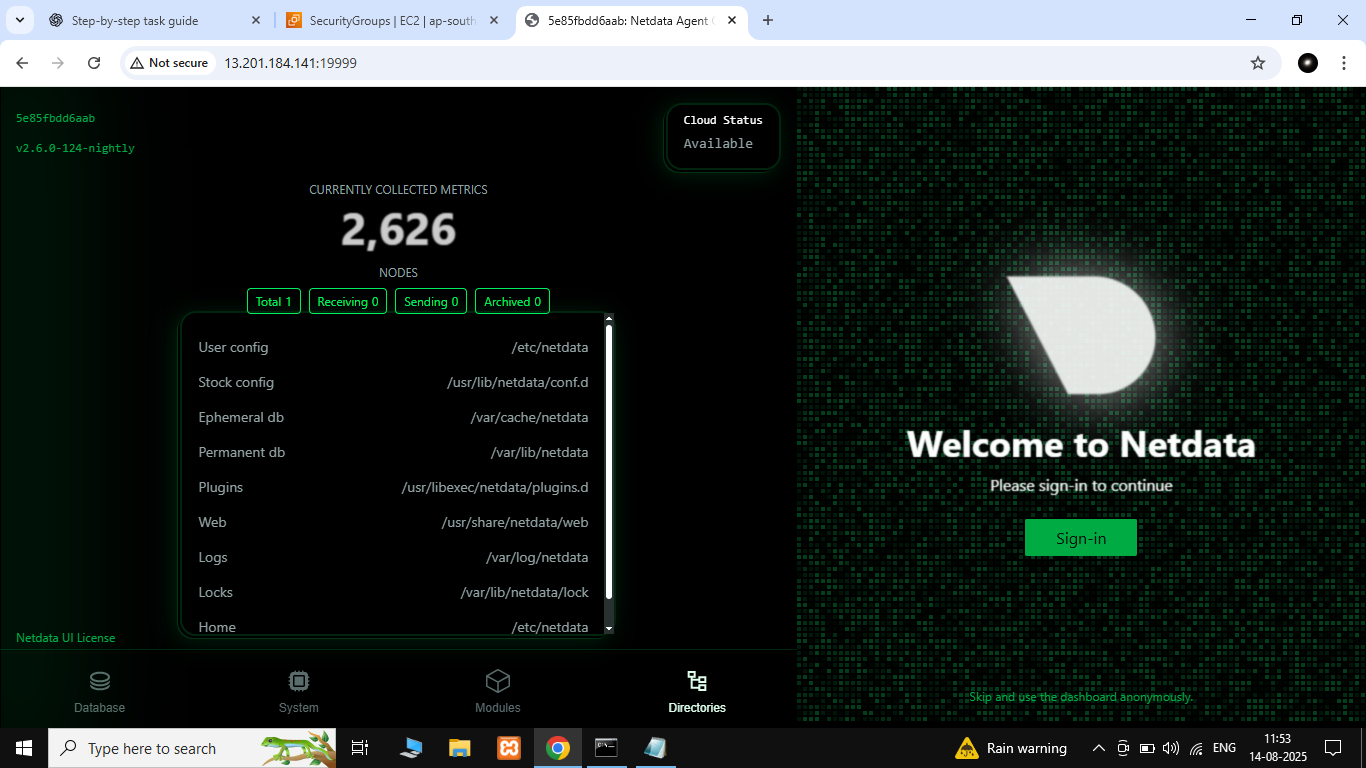 Step-by-step task guide
SecurityGroups | EC2 | ap-south
5e85fbdd6aab: Netdata Agent
Not secure
13.201.184.141:19999
5e85fbdd6aab
v2.6.0-124-nightly
Cloud Status
Available
CURRENTLY COLLECTED METRICS
2,626
NODES
Total 1
Receiving 0
Sending 0
Archived 0
User config /etc/netdata
Stock config /usr/lib/netdata/conf.d
Ephemeral db /var/cache/netdata
Permanent db /var/lib/netdata
Plugins /usr/libexec/netdata/plugins.d
Web /usr/share/netdata/web
Logs /var/log/netdata
Locks /var/lib/netdata/lock
Home /etc/netdata
Netdata UI License
Database
System
Modules
Directories
Welcome to Netdata
Please sign-in to continue
Sign-in
Skip and use the dashboard anonymously.
Type here to search
Rain warning
ENG
11:53
14-08-2025